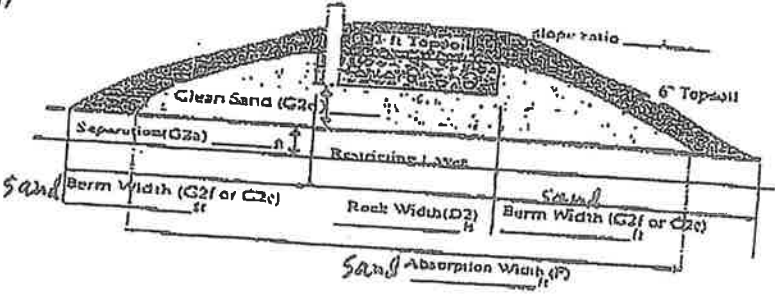 1 ft Topsoil
slope ratio
6" Topsoil
Clean Sand (G2c)
Separation(G2a) ft
Restricting Layer
Sand Berm Width (G2f or G2e)
ft
Rock Width(D2)
ft
Sand
Berm Width (G2f or G2e)
ft
Sand Absorption Width(F)
ft